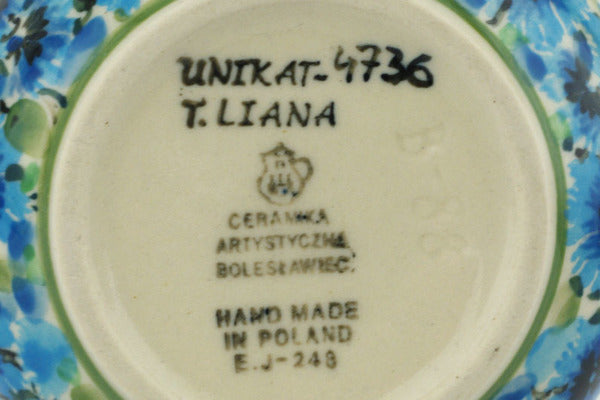 UNIKAT-4736
T. LIANA
CERAMIKA
ARTYSTYCZNA
BOLESŁAWIEC.
HAND MADE
IN POLAND
E.J-248